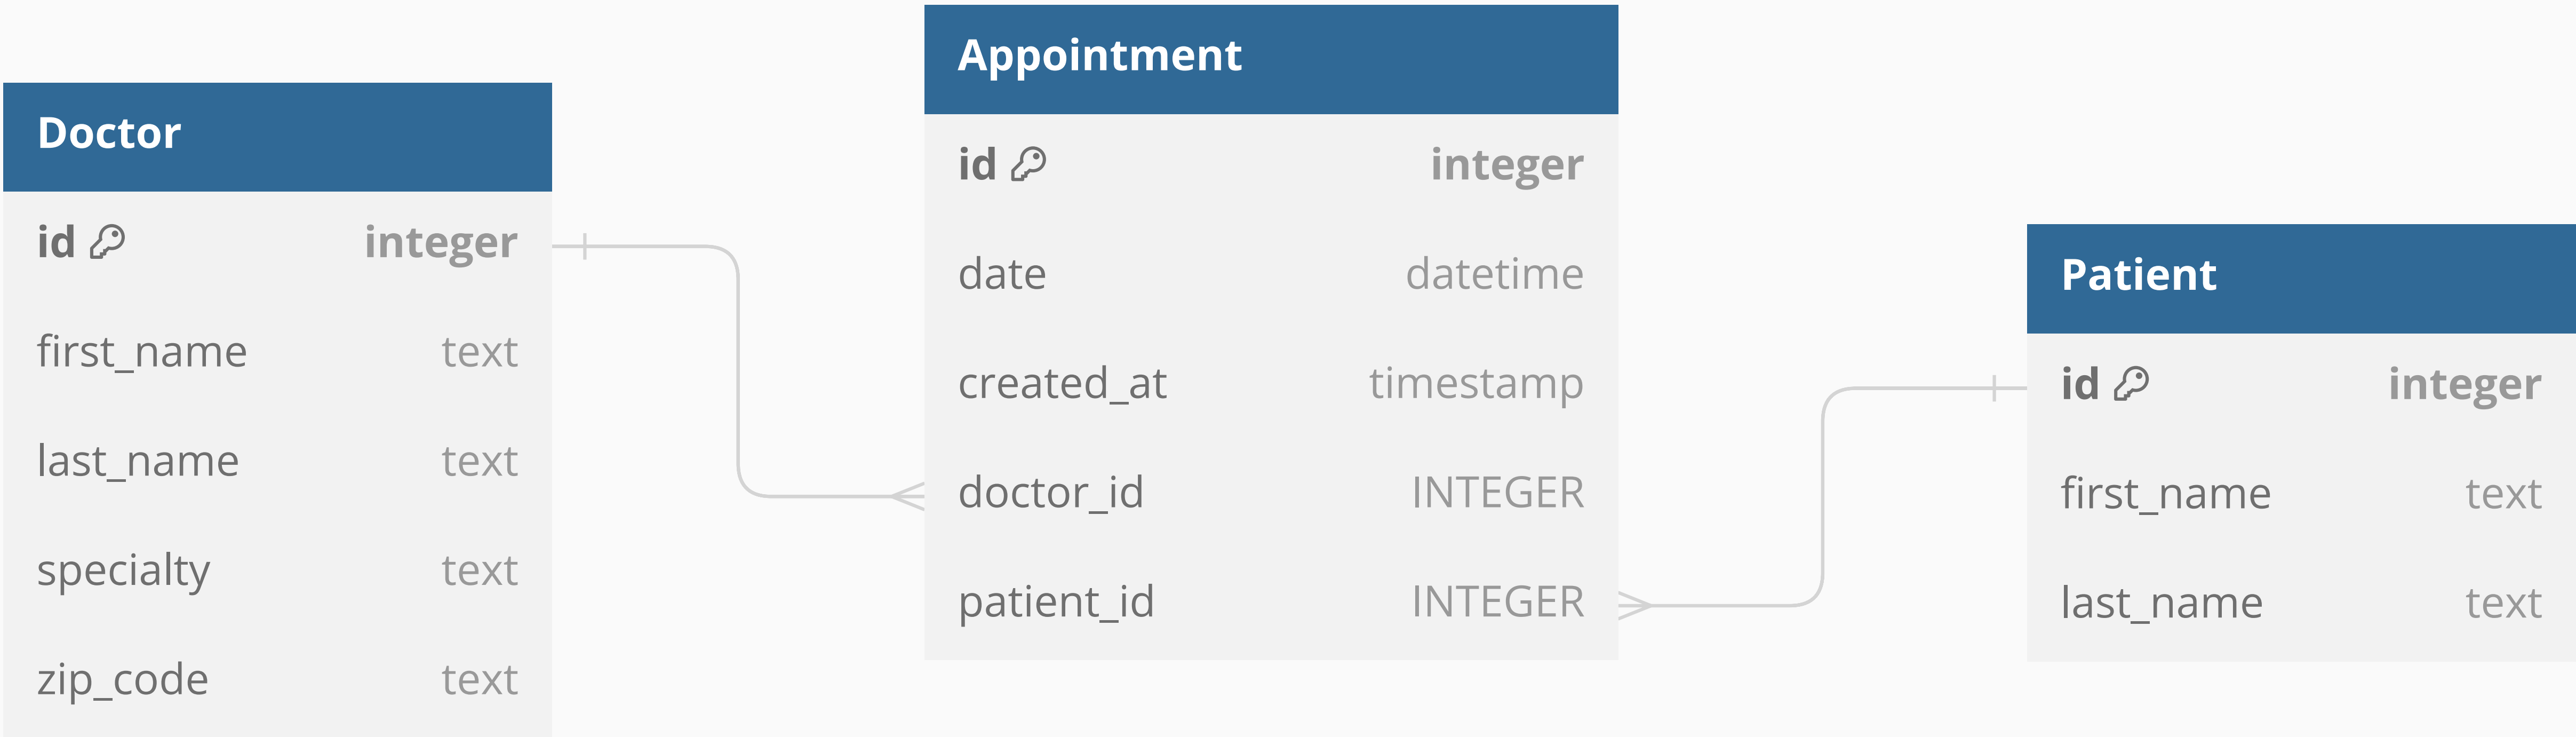 Doctor
id integer
first_name text
last_name text
specialty text
zip_code text
Appointment
id integer
date datetime
created_at timestamp
doctor_id INTEGER
patient_id INTEGER
Patient
id integer
first_name text
last_name text